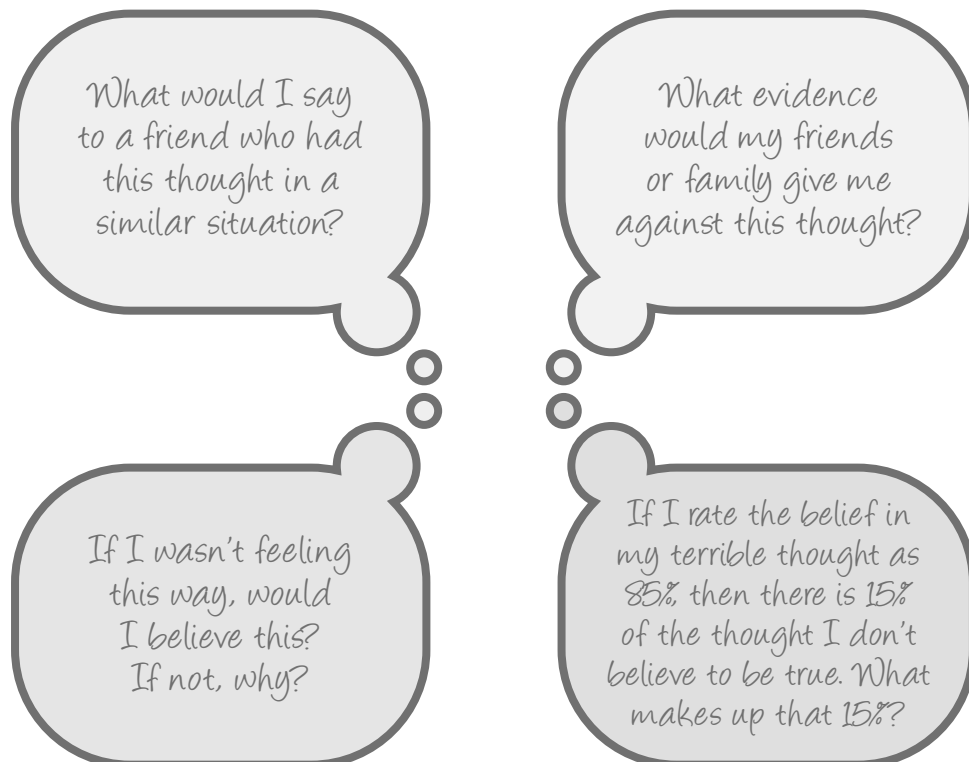 What would I say
to a friend who had
this thought in a
similar situation?
What evidence
would my friends
or family give me
against this thought?
If I wasn't feeling
this way, would
I believe this?
If not, why?
If I rate the belief in
my terrible thought as
85%, then there is 15%
of the thought I don't
believe to be true. What
makes up that 15%?